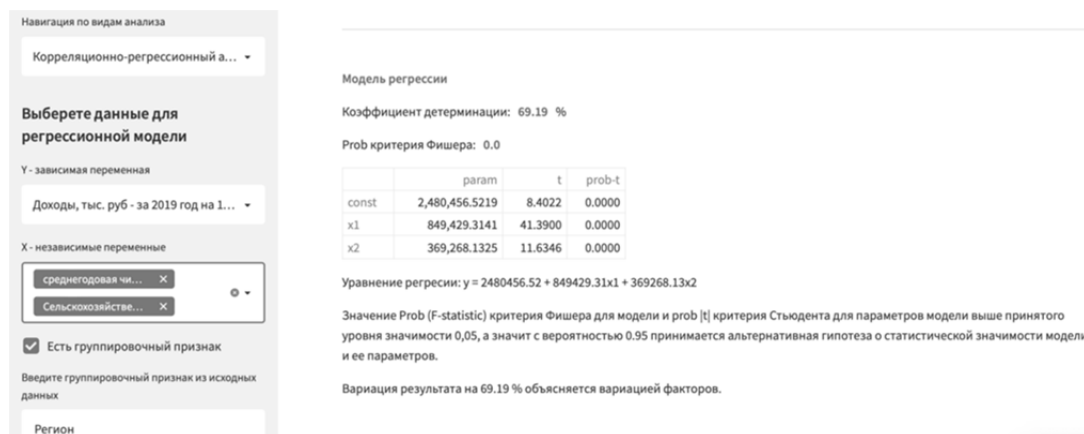 Навигация по видам анализа
Корреляционно-регрессионный а...
Выберете данные для
регрессионной модели
Y - зависимая переменная
Доходы, тыс. руб - за 2019 год на 1...
X - независимые переменные
среднегодовая чи... ×
Сельскохозяйстве... ×
Есть группировочный признак
Введите группировочный признак из исходных
данных
Регион
Модель регрессии
Коэффициент детерминации: 69.19 %
Prob критерия Фишера: 0.0
param t prob-t
const 2,480,456.5219 8.4022 0.0000
x1 849,429.3141 41.3900 0.0000
x2 369,268.1325 11.6346 0.0000
Уравнение регресии: y = 2480456.52 + 849429.31x1 + 369268.13x2
Значение Prob (F-statistic) критерия Фишера для модели и prob |t| критерия Стьюдента для параметров модели выше принятого
уровня значимости 0,05, а значит с вероятностью 0.95 принимается альтернативная гипотеза о статистической значимости модели
и ее параметров.
Вариация результата на 69.19 % объясняется вариацией факторов.